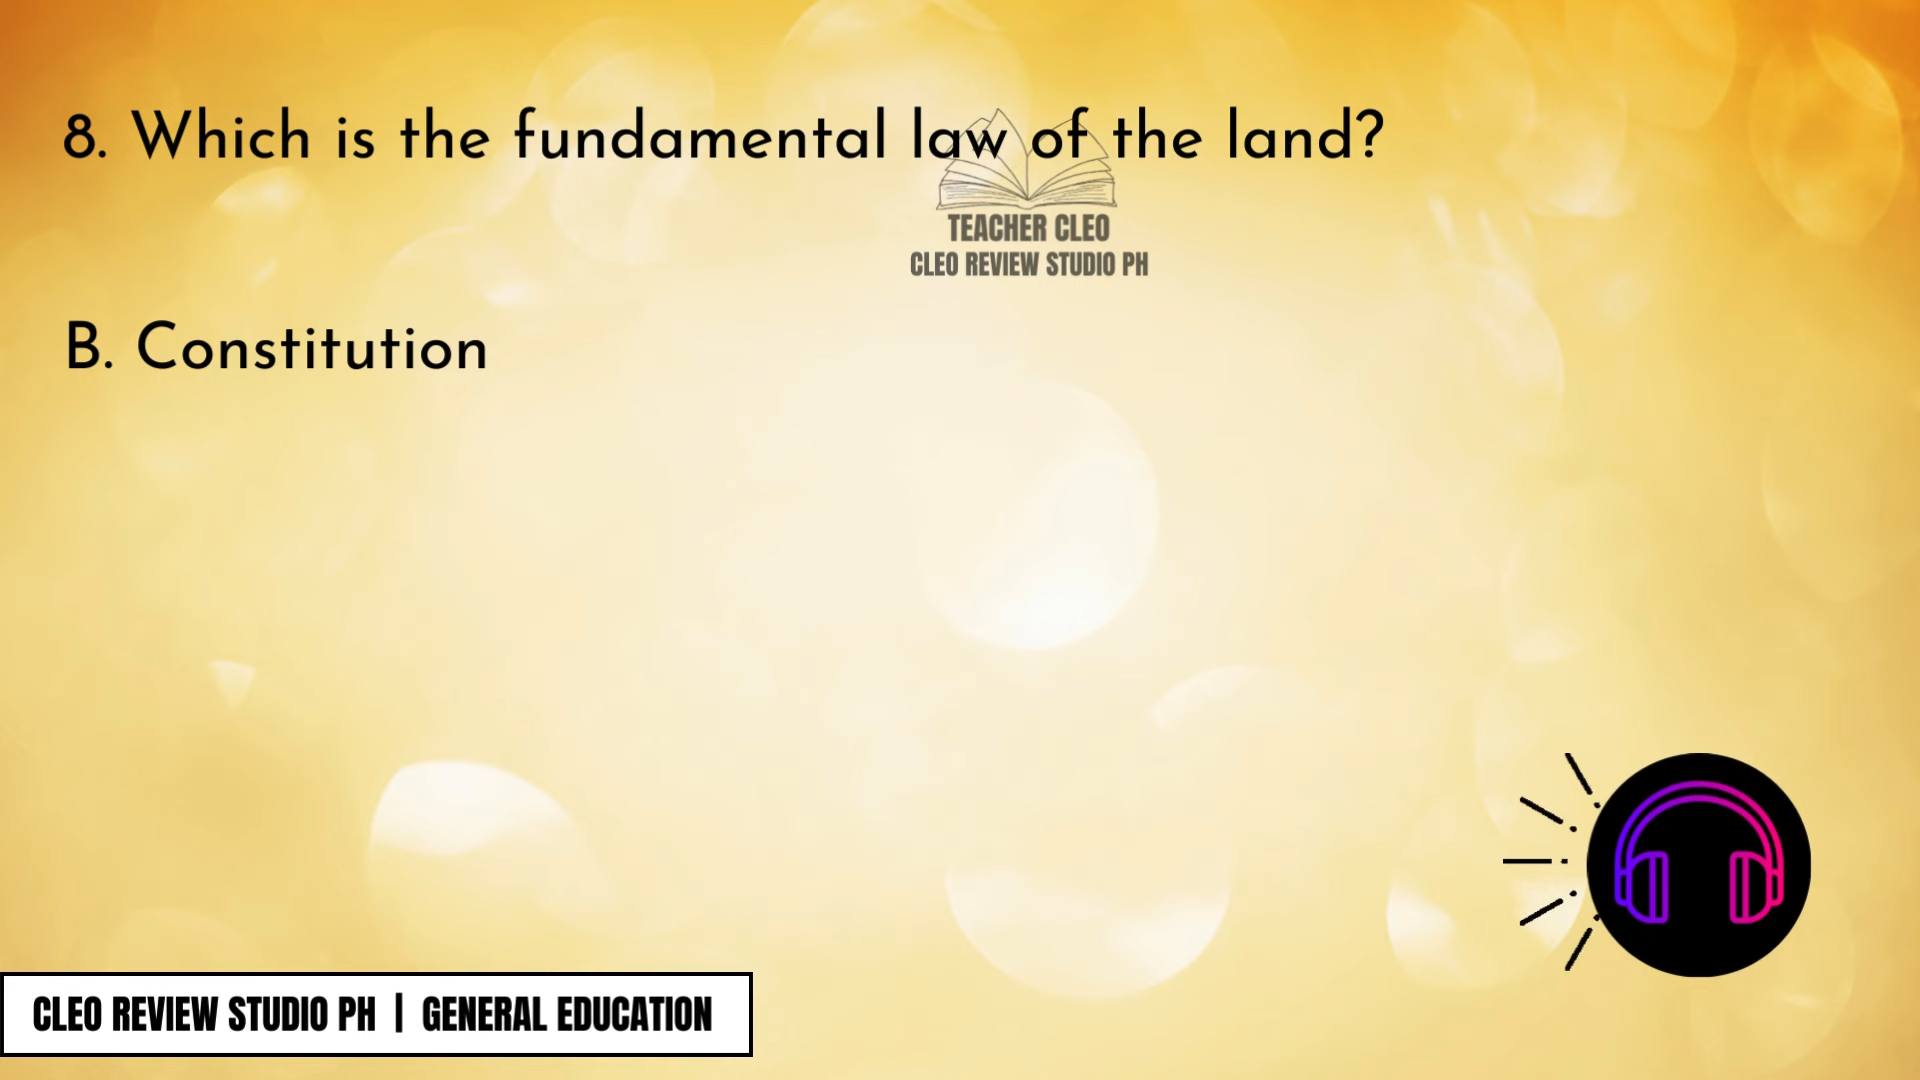 8. Which is the fundamental law of the land?
TEACHER CLEO
CLEO REVIEW STUDIO PH
B. Constitution
CLEO REVIEW STUDIO PH | GENERAL EDUCATION